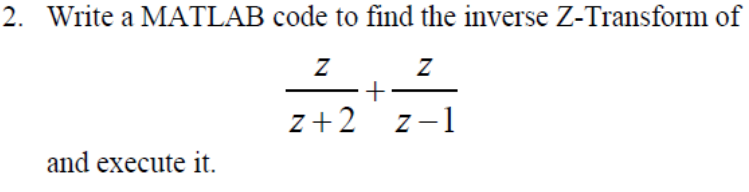 2. Write a MATLAB code to find the inverse Z-Transform of
z/(z+2) + z/(z−1)
and execute it.